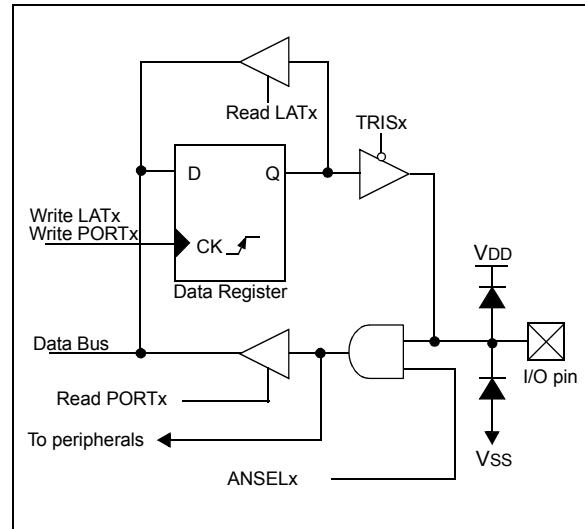 Read LATx
TRISx
D Q
Write LATx
Write PORTx
CK
Data Register
VDD
Data Bus
I/O pin
Read PORTx
To peripherals
VSS
ANSELx